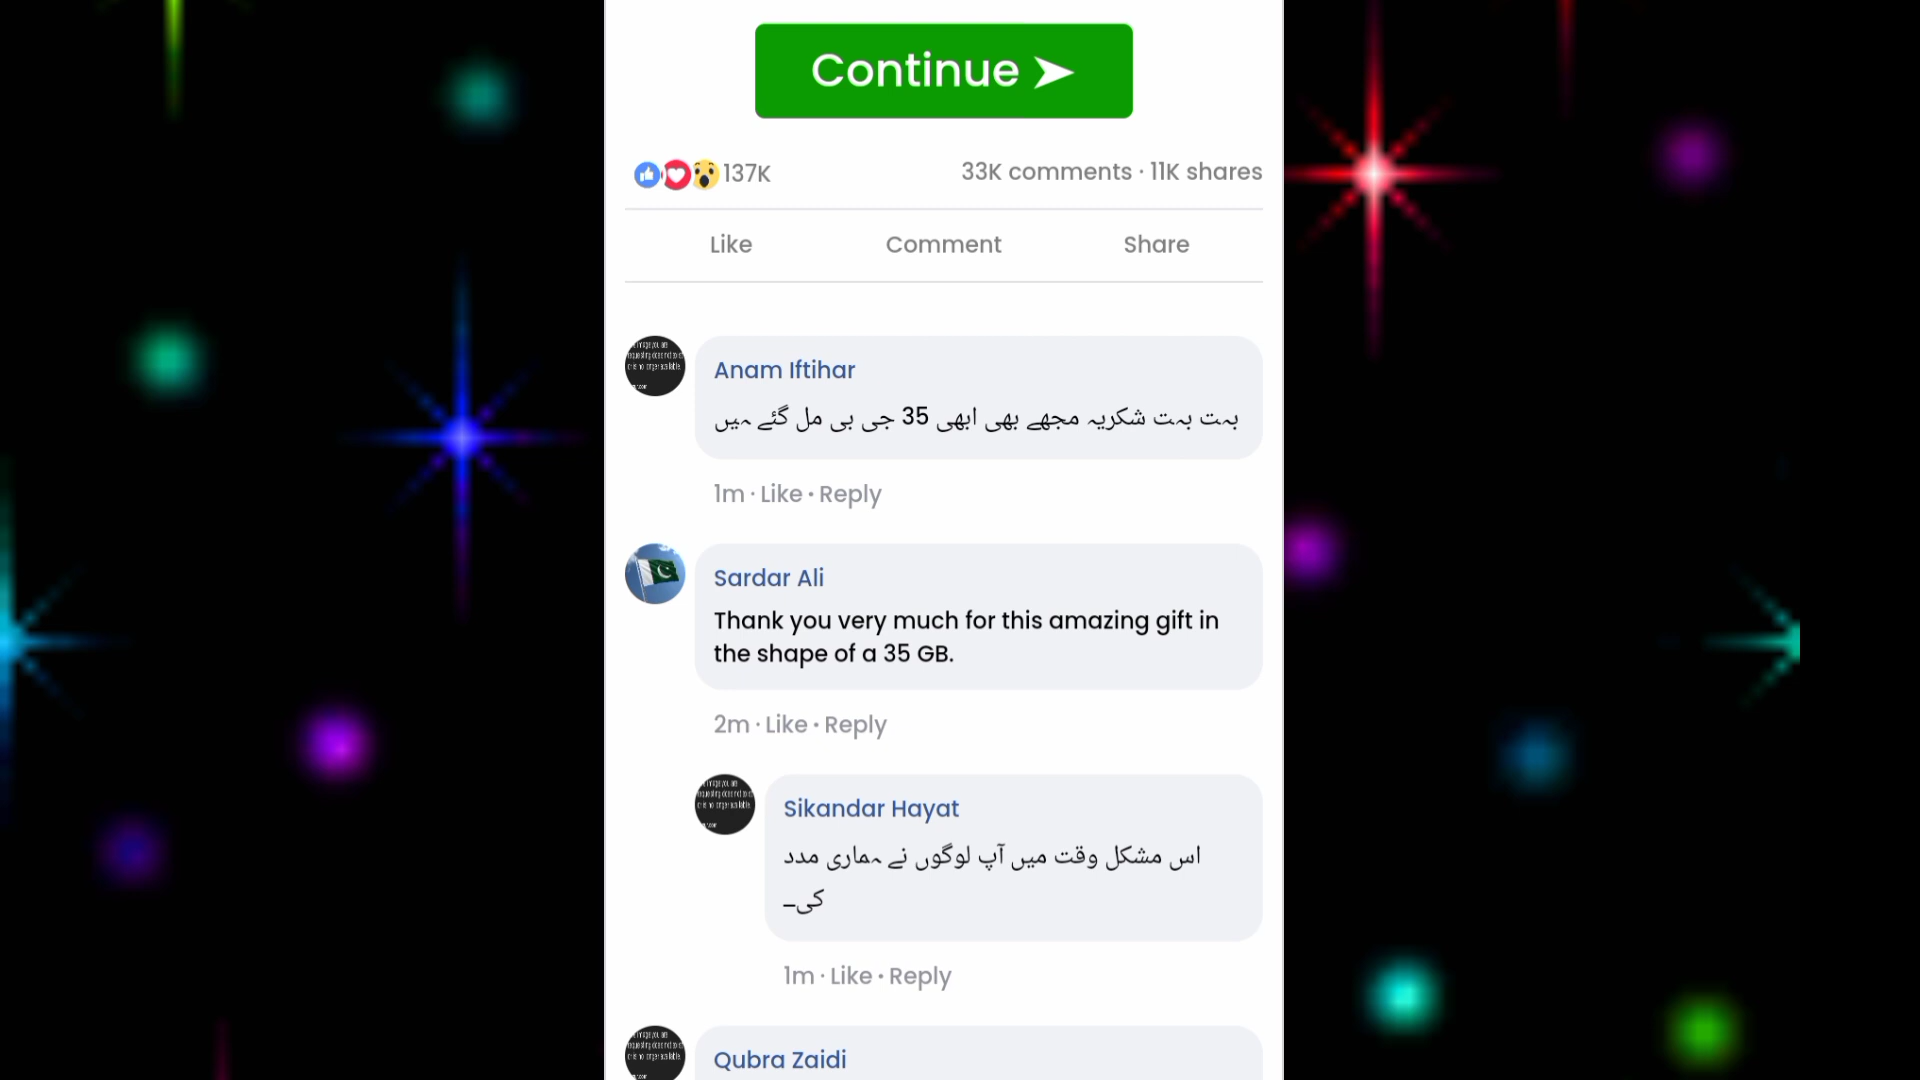 Continue ➤
137K
33K comments · 11K shares
Like Comment Share
Anam Iftihar
بہت بہت شکریہ مجھے بھی ابھی 35 جی بی مل گئے ہیں
1m · Like · Reply
Sardar Ali
Thank you very much for this amazing gift in
the shape of a 35 GB.
2m · Like · Reply
Sikandar Hayat
اس مشکل وقت میں آپ لوگوں نے ہماری مدد
کی۔
1m · Like · Reply
Qubra Zaidi